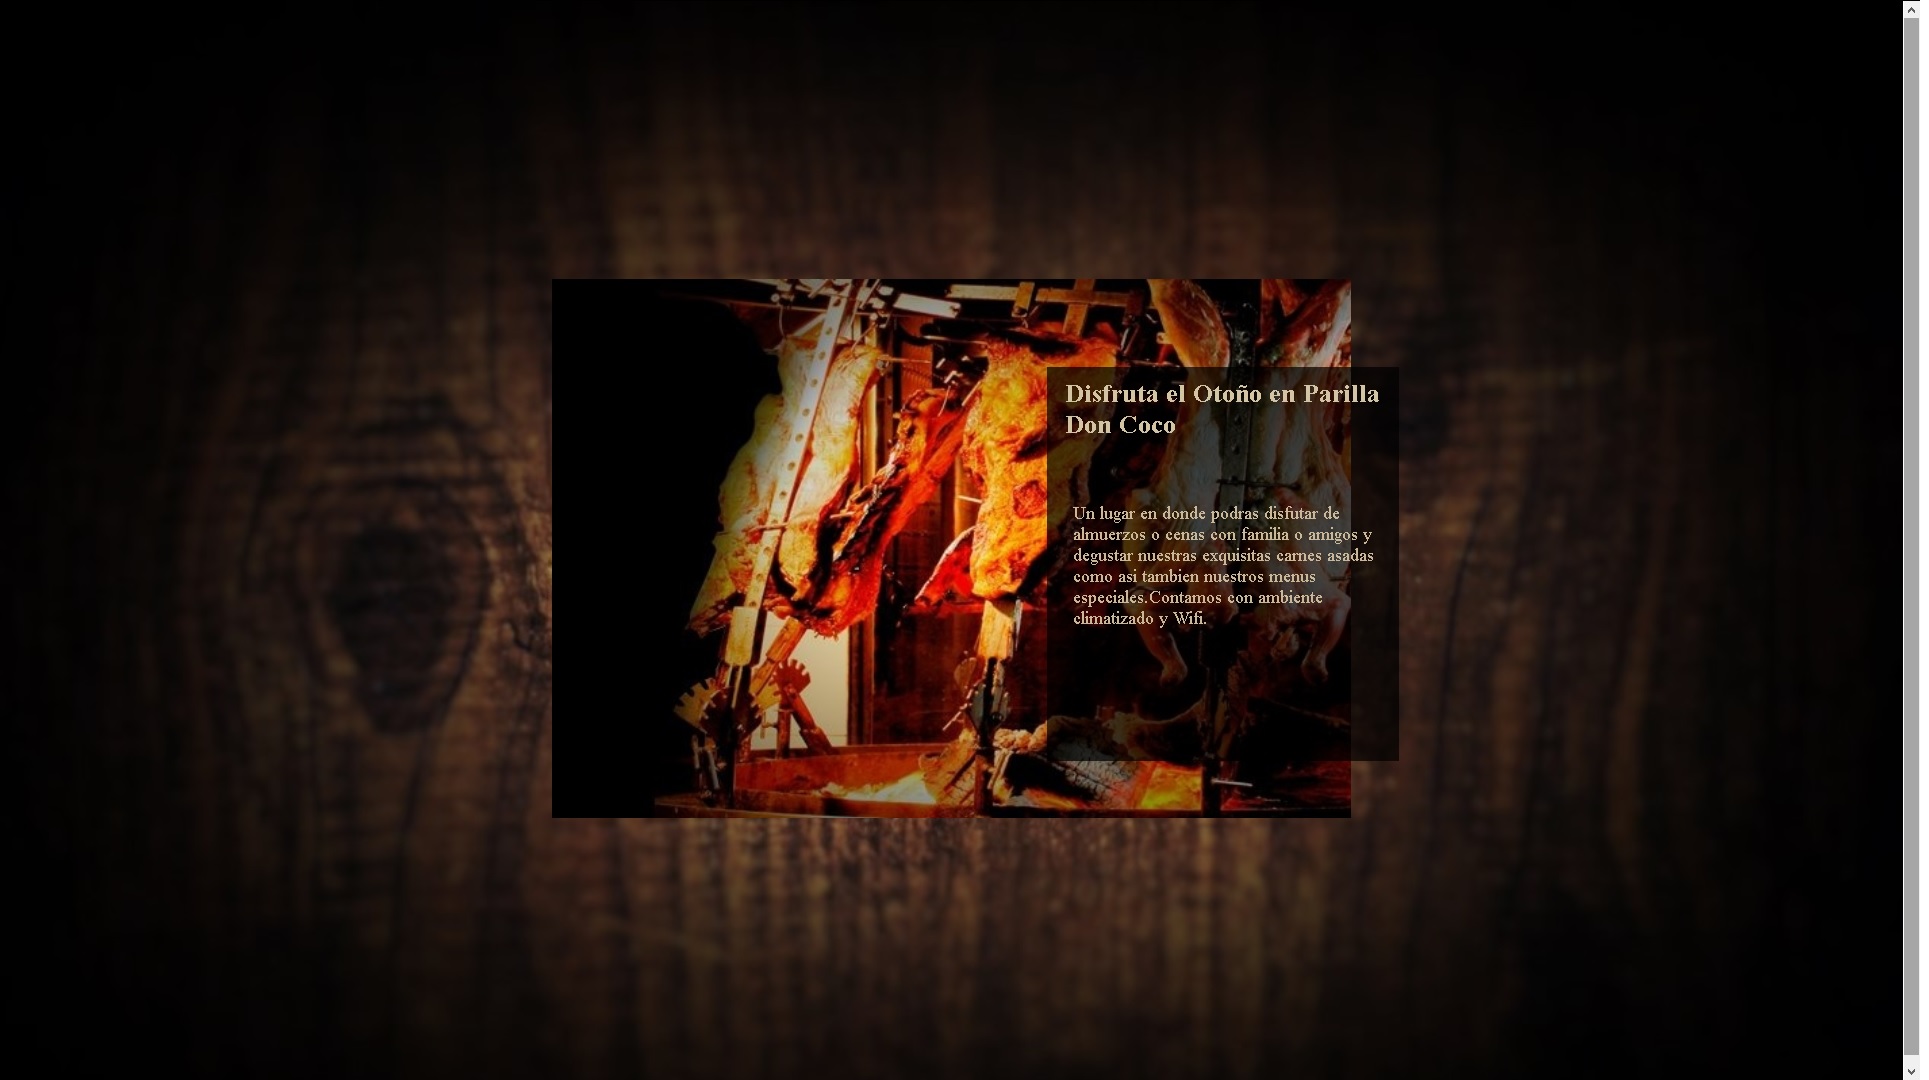 Disfruta el Otoño en Parilla
Don Coco
Un lugar en donde podras disfutar de
almuerzos o cenas con familia o amigos y
degustar nuestras exquisitas carnes asadas
como asi tambien nuestros menus
especiales.Contamos con ambiente
climatizado y Wifi.